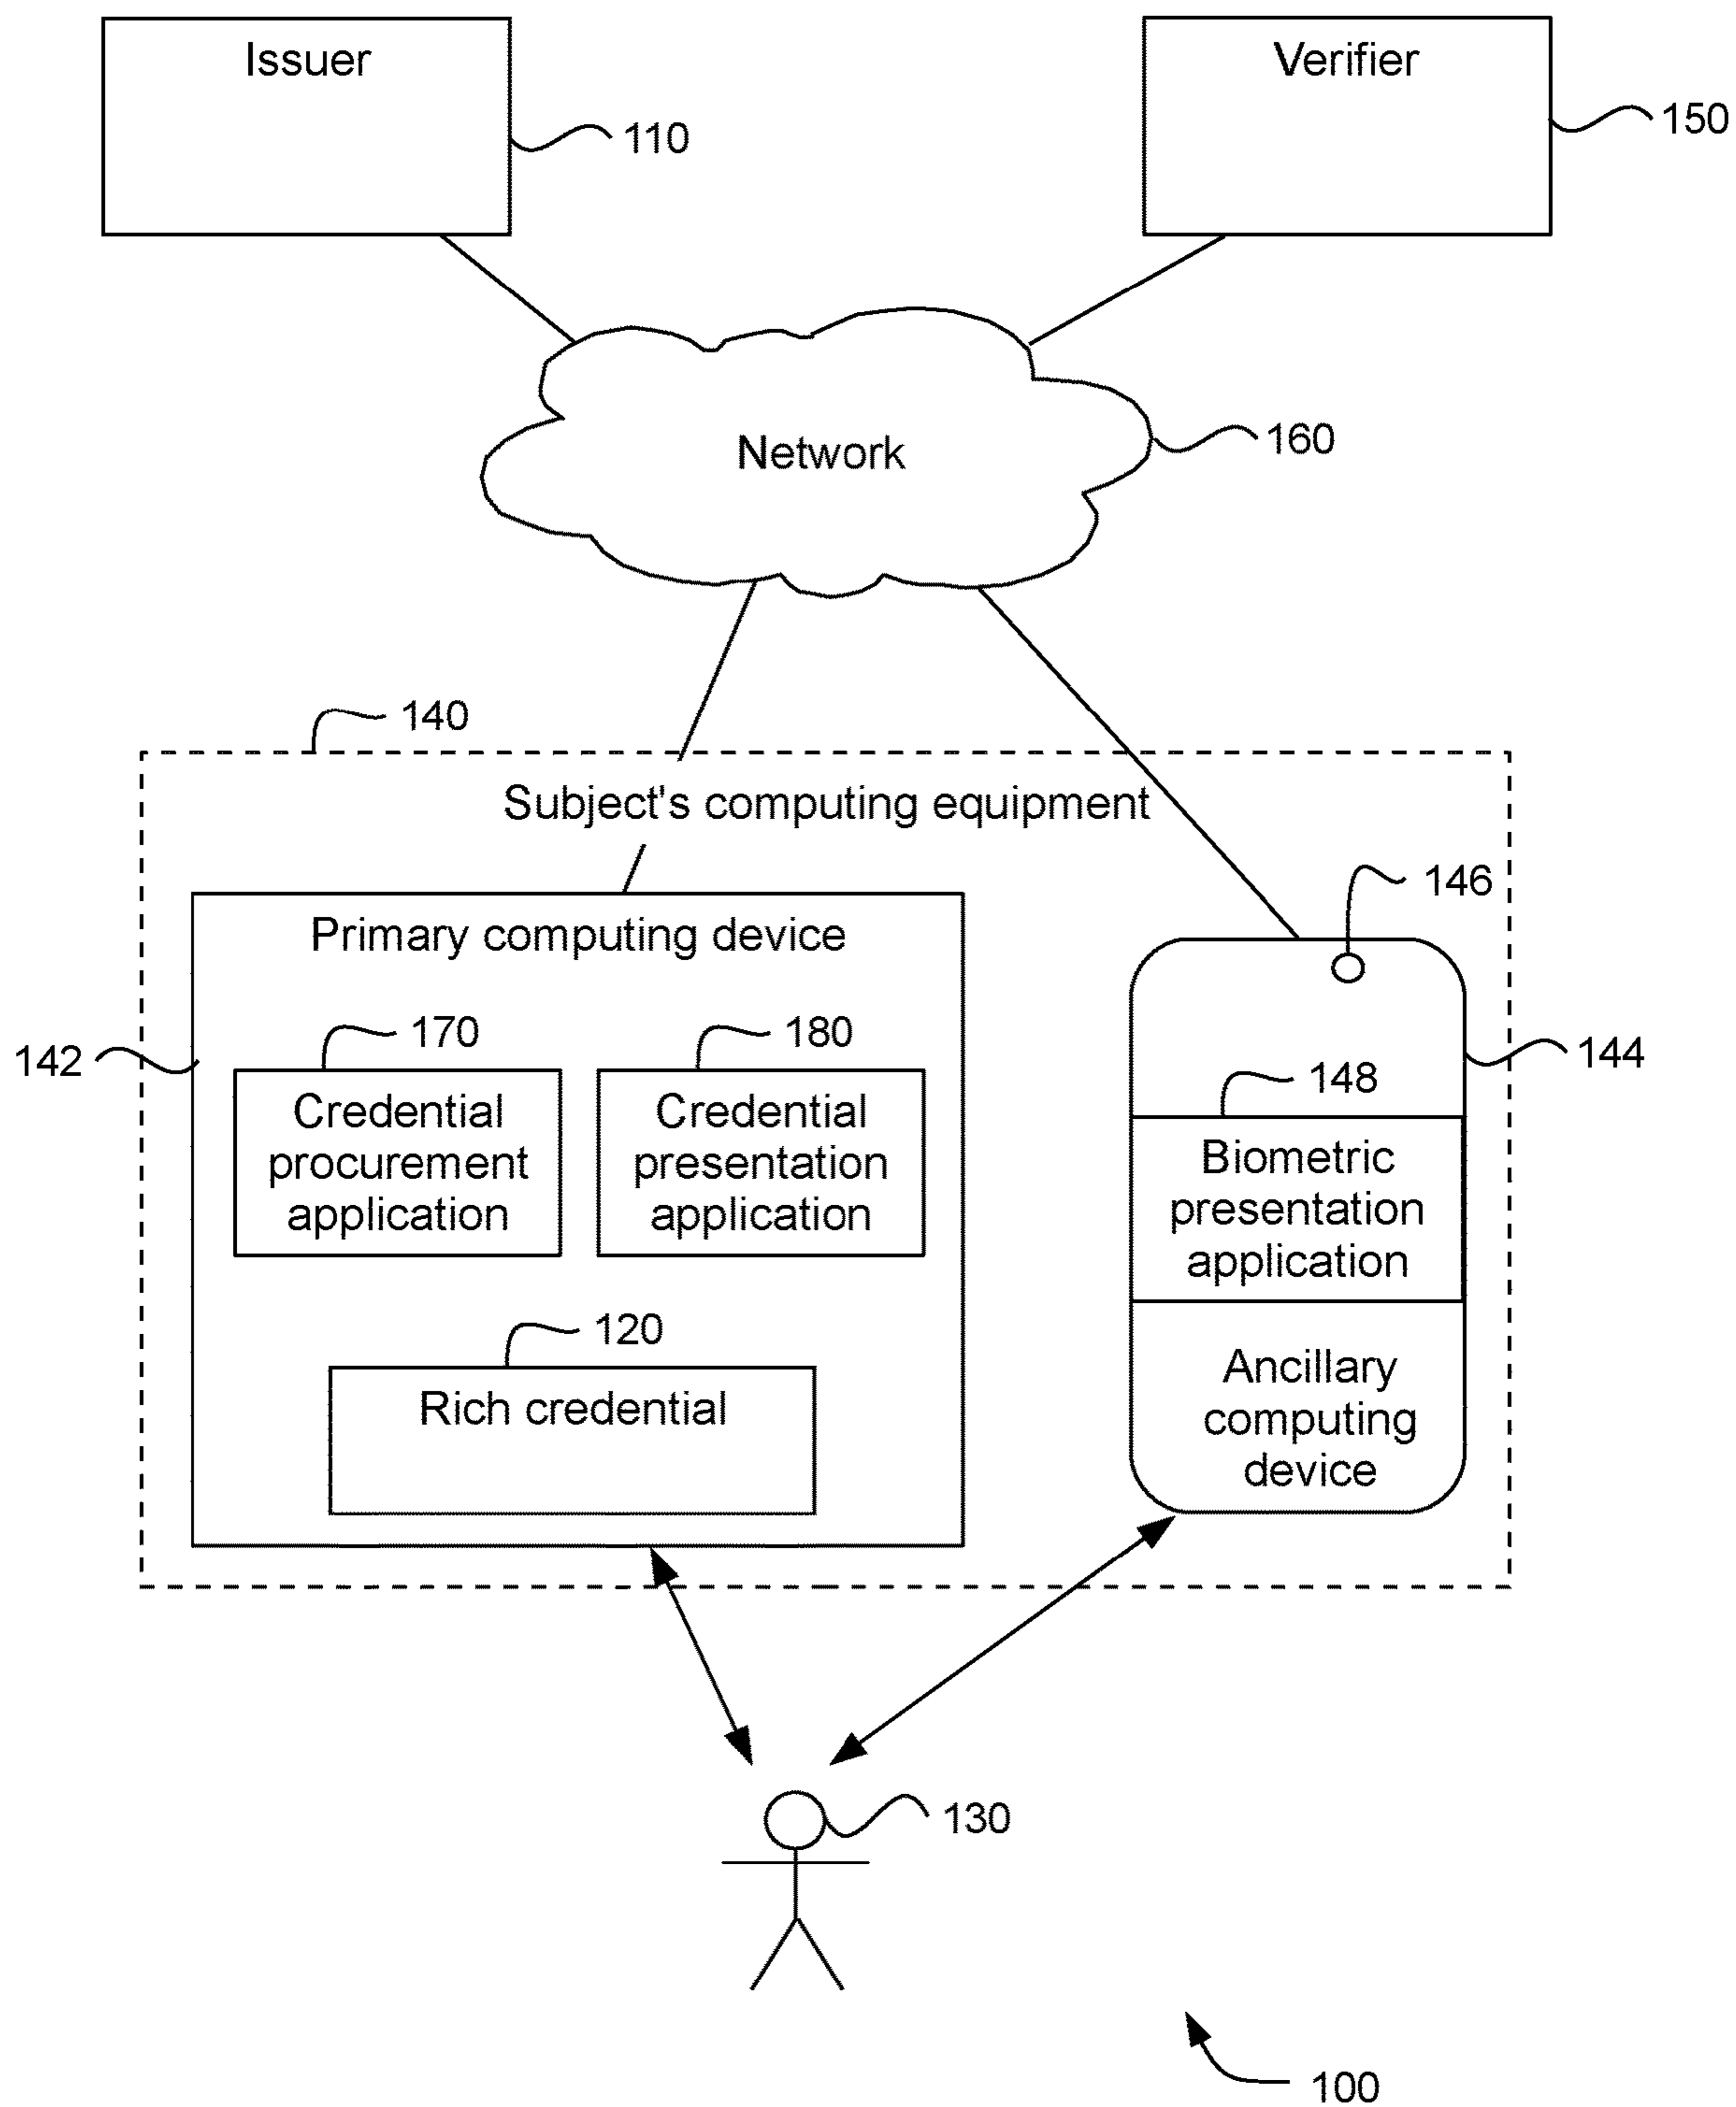 Issuer
Verifier
110
150
Network
160
140
Subject's computing equipment
146
Primary computing device
142
170
180
144
148
Credential
procurement
application
Credential
presentation
application
Biometric
presentation
application
120
Rich credential
Ancillary
computing
device
130
100